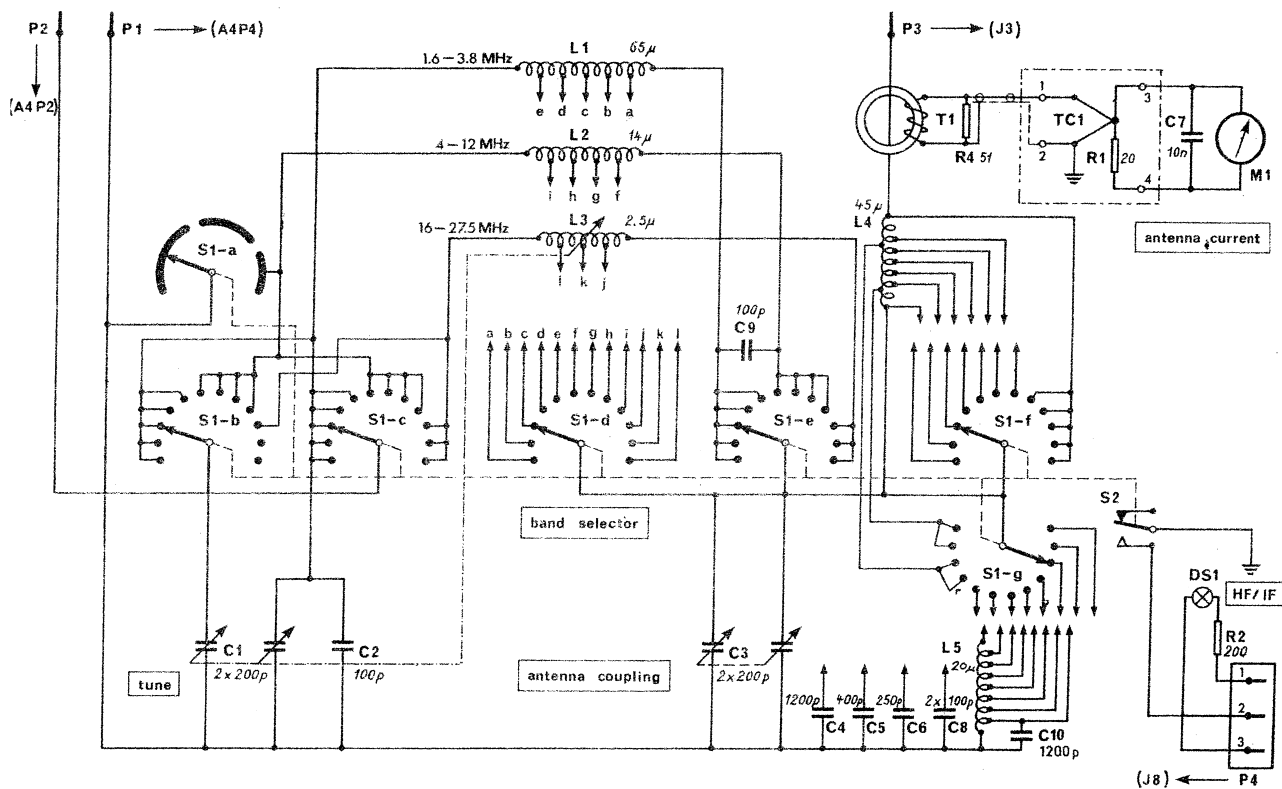 P2
P1 → (A4P4)
P3 → (J3)
(A4P2)
1.6 – 3.8 MHz
L1
65μ
e d c b a
4 – 12 MHz
L2
14μ
i h g f
16 – 27.5 MHz
L3
2.5μ
l k j
T1
R4 51
1
2
TC1
R1 20
3
4
C7
10n
M1
antenna current
45μ
L4
S1-a
100p
C9
a b c d e f g h i j k l
S1-b
S1-c
S1-d
S1-e
S1-f
band selector
S2
S1-g
DS1
HF/IF
R2
200
C1
2 x 200p
C2
100p
tune
antenna coupling
C3
2 x 200p
1200p
C4
400p
C5
250p
C6
2 x 100p
C8
L5
20μ
C10
1200p
1
2
3
(J8) ← P4